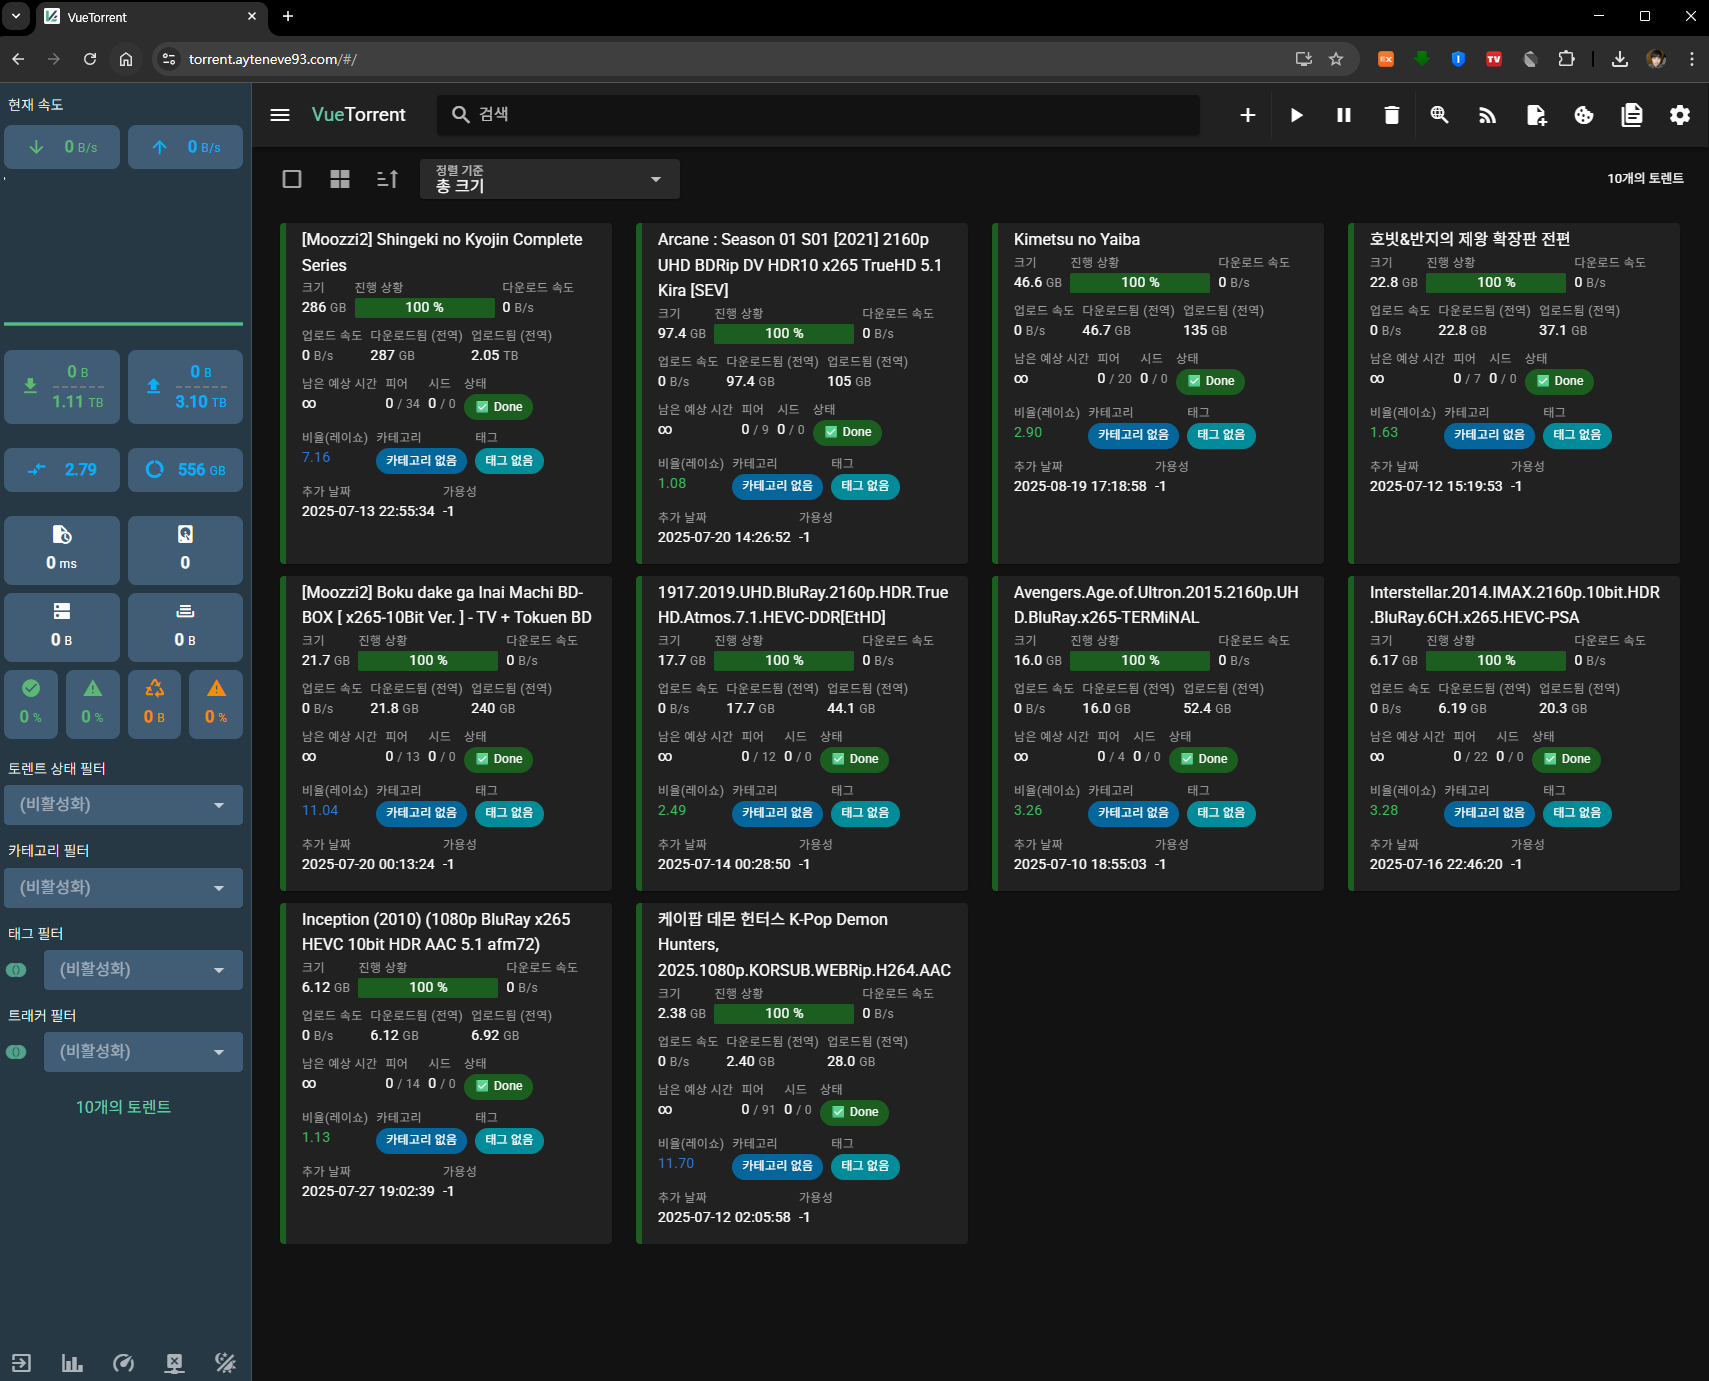 VueTorrent
torrent.ayteneve93.com/#/
현재 속도
0 B/s
0 B/s
0 B
1.11 TB
0 B
3.10 TB
2.79
556 GB
0 ms
0
0 B
0 B
0 %
0 %
0 B
0 %
토렌트 상태 필터
(비활성화)
카테고리 필터
(비활성화)
태그 필터
(비활성화)
트래커 필터
(비활성화)
10개의 토렌트
VueTorrent
검색
정렬 기준
총 크기
10개의 토렌트
[Moozzi2] Shingeki no Kyojin Complete
Series
크기 진행 상황 다운로드 속도
286 GB 100 % 0 B/s
업로드 속도 다운로드됨 (전역) 업로드됨 (전역)
0 B/s 287 GB 2.05 TB
남은 예상 시간 피어 시드 상태
∞ 0 / 34 0 / 0 Done
비율(레이쇼) 카테고리 태그
7.16 카테고리 없음 태그 없음
추가 날짜 가용성
2025-07-13 22:55:34 -1
Arcane : Season 01 S01 [2021] 2160p
UHD BDRip DV HDR10 x265 TrueHD 5.1
Kira [SEV]
크기 진행 상황 다운로드 속도
97.4 GB 100 % 0 B/s
업로드 속도 다운로드됨 (전역) 업로드됨 (전역)
0 B/s 97.4 GB 105 GB
남은 예상 시간 피어 시드 상태
∞ 0 / 9 0 / 0 Done
비율(레이쇼) 카테고리 태그
1.08 카테고리 없음 태그 없음
추가 날짜 가용성
2025-07-20 14:26:52 -1
Kimetsu no Yaiba
크기 진행 상황 다운로드 속도
46.6 GB 100 % 0 B/s
업로드 속도 다운로드됨 (전역) 업로드됨 (전역)
0 B/s 46.7 GB 135 GB
남은 예상 시간 피어 시드 상태
∞ 0 / 20 0 / 0 Done
비율(레이쇼) 카테고리 태그
2.90 카테고리 없음 태그 없음
추가 날짜 가용성
2025-08-19 17:18:58 -1
호빗&반지의 제왕 확장판 전편
크기 진행 상황 다운로드 속도
22.8 GB 100 % 0 B/s
업로드 속도 다운로드됨 (전역) 업로드됨 (전역)
0 B/s 22.8 GB 37.1 GB
남은 예상 시간 피어 시드 상태
∞ 0 / 7 0 / 0 Done
비율(레이쇼) 카테고리 태그
1.63 카테고리 없음 태그 없음
추가 날짜 가용성
2025-07-12 15:19:53 -1
[Moozzi2] Boku dake ga Inai Machi BD-
BOX [ x265-10Bit Ver. ] - TV + Tokuen BD
크기 진행 상황 다운로드 속도
21.7 GB 100 % 0 B/s
업로드 속도 다운로드됨 (전역) 업로드됨 (전역)
0 B/s 21.8 GB 240 GB
남은 예상 시간 피어 시드 상태
∞ 0 / 13 0 / 0 Done
비율(레이쇼) 카테고리 태그
11.04 카테고리 없음 태그 없음
추가 날짜 가용성
2025-07-20 00:13:24 -1
1917.2019.UHD.BluRay.2160p.HDR.True
HD.Atmos.7.1.HEVC-DDR[EtHD]
크기 진행 상황 다운로드 속도
17.7 GB 100 % 0 B/s
업로드 속도 다운로드됨 (전역) 업로드됨 (전역)
0 B/s 17.7 GB 44.1 GB
남은 예상 시간 피어 시드 상태
∞ 0 / 12 0 / 0 Done
비율(레이쇼) 카테고리 태그
2.49 카테고리 없음 태그 없음
추가 날짜 가용성
2025-07-14 00:28:50 -1
Avengers.Age.of.Ultron.2015.2160p.UH
D.BluRay.x265-TERMiNAL
크기 진행 상황 다운로드 속도
16.0 GB 100 % 0 B/s
업로드 속도 다운로드됨 (전역) 업로드됨 (전역)
0 B/s 16.0 GB 52.4 GB
남은 예상 시간 피어 시드 상태
∞ 0 / 4 0 / 0 Done
비율(레이쇼) 카테고리 태그
3.26 카테고리 없음 태그 없음
추가 날짜 가용성
2025-07-10 18:55:03 -1
Interstellar.2014.IMAX.2160p.10bit.HDR
.BluRay.6CH.x265.HEVC-PSA
크기 진행 상황 다운로드 속도
6.17 GB 100 % 0 B/s
업로드 속도 다운로드됨 (전역) 업로드됨 (전역)
0 B/s 6.19 GB 20.3 GB
남은 예상 시간 피어 시드 상태
∞ 0 / 22 0 / 0 Done
비율(레이쇼) 카테고리 태그
3.28 카테고리 없음 태그 없음
추가 날짜 가용성
2025-07-16 22:46:20 -1
Inception (2010) (1080p BluRay x265
HEVC 10bit HDR AAC 5.1 afm72)
크기 진행 상황 다운로드 속도
6.12 GB 100 % 0 B/s
업로드 속도 다운로드됨 (전역) 업로드됨 (전역)
0 B/s 6.12 GB 6.92 GB
남은 예상 시간 피어 시드 상태
∞ 0 / 14 0 / 0 Done
비율(레이쇼) 카테고리 태그
1.13 카테고리 없음 태그 없음
추가 날짜 가용성
2025-07-27 19:02:39 -1
케이팝 데몬 헌터스 K-Pop Demon
Hunters,
2025.1080p.KORSUB.WEBRip.H264.AAC
크기 진행 상황 다운로드 속도
2.38 GB 100 % 0 B/s
업로드 속도 다운로드됨 (전역) 업로드됨 (전역)
0 B/s 2.40 GB 28.0 GB
남은 예상 시간 피어 시드 상태
∞ 0 / 91 0 / 0 Done
비율(레이쇼) 카테고리 태그
11.70 카테고리 없음 태그 없음
추가 날짜 가용성
2025-07-12 02:05:58 -1